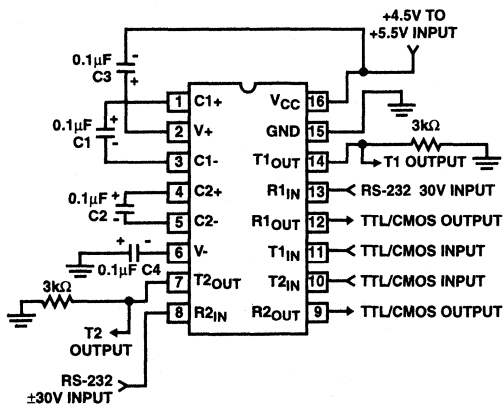 +4.5V TO
+5.5V INPUT
0.1μF
C3
-
+
0.1μF
C1
+
-
0.1μF
C2
+
-
+ -
0.1μF C4
3kΩ
T2
OUTPUT
RS-232
±30V INPUT
1 C1+
2 V+
3 C1-
4 C2+
5 C2-
6 V-
7 T2OUT
8 R2IN
VCC 16
GND 15
T1OUT 14
R1IN 13
R1OUT 12
T1IN 11
T2IN 10
R2OUT 9
3kΩ
T1 OUTPUT
RS-232 30V INPUT
TTL/CMOS OUTPUT
TTL/CMOS INPUT
TTL/CMOS INPUT
TTL/CMOS OUTPUT